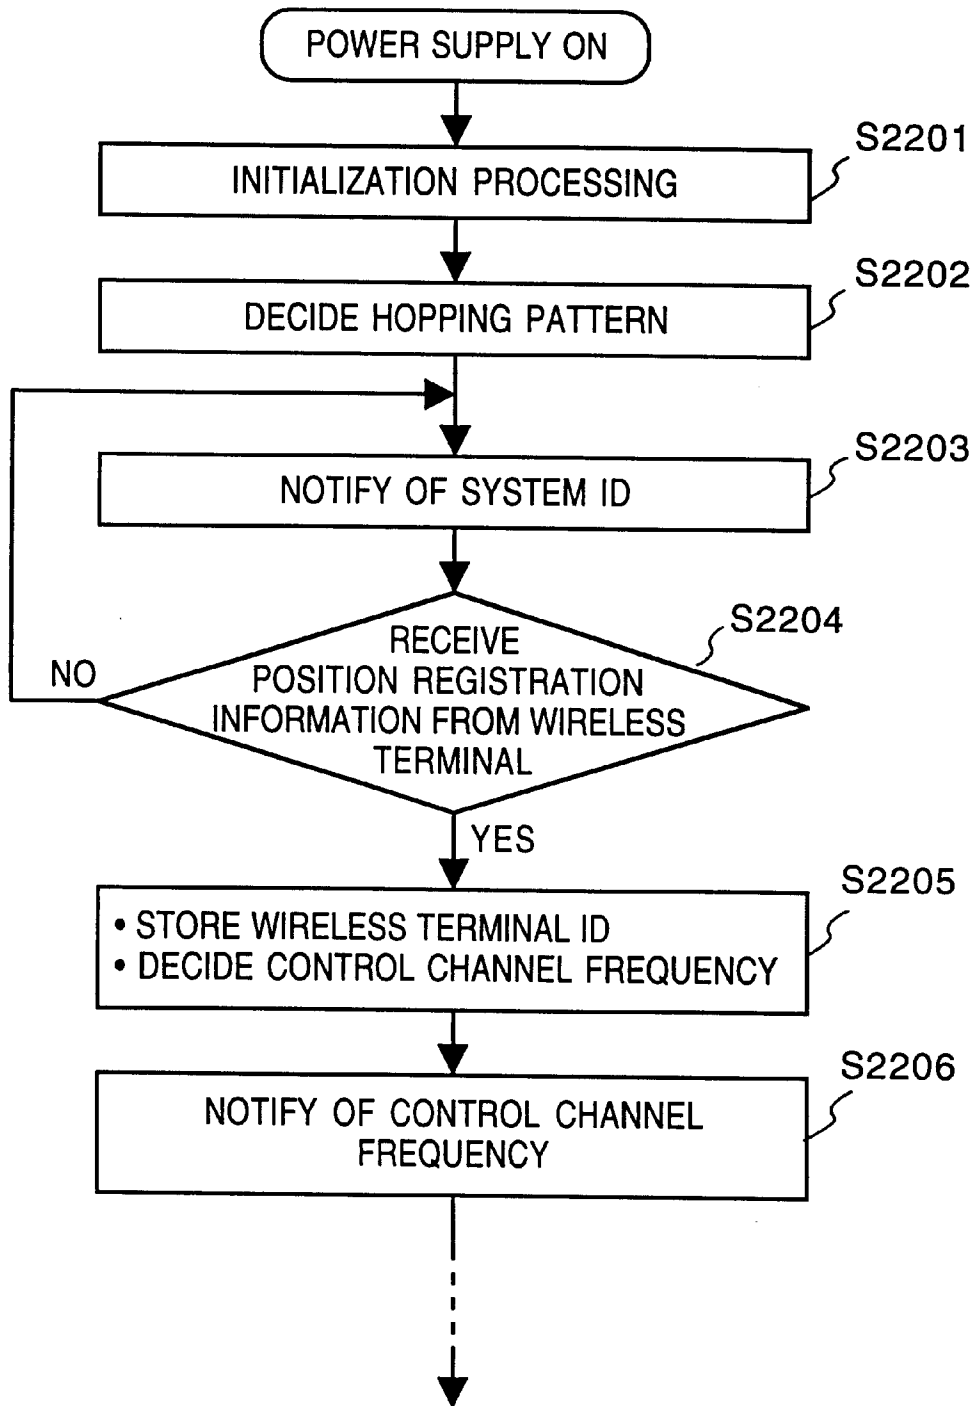 POWER SUPPLY ON
S2201
INITIALIZATION PROCESSING
S2202
DECIDE HOPPING PATTERN
S2203
NOTIFY OF SYSTEM ID
S2204
RECEIVE
POSITION REGISTRATION
INFORMATION FROM WIRELESS
TERMINAL
NO
YES
S2205
• STORE WIRELESS TERMINAL ID
• DECIDE CONTROL CHANNEL FREQUENCY
S2206
NOTIFY OF CONTROL CHANNEL
FREQUENCY